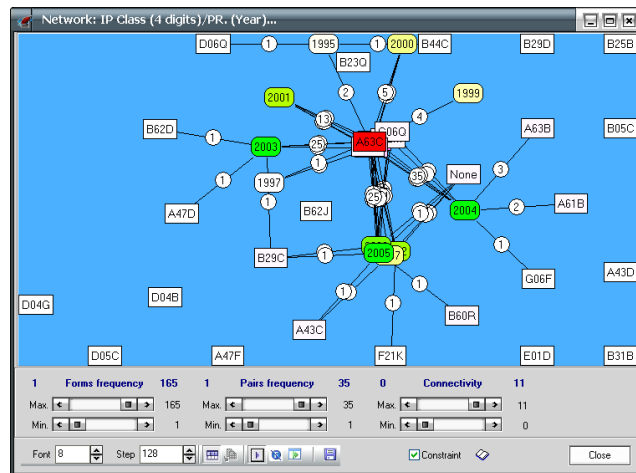 Network: IP Class (4 digits)/PR. (Year)...
D06Q 1 1995 1 2000 B44C B29D B25B
B23Q
2001 2 5 1999
13 4
B62D 1 G06Q A63B B05C
A63C
2003 25 3
1 35 None
A47D 1 1997 25 2 A61B
1 B62J 1 2004
B29C 1 1 2005 1 G06F
D04G D04B 1 1 1 A43D
A43C B60R
D05C A47F F21K E01D B31B
1 Forms frequency 165 1 Pairs frequency 35 0 Connectivity 11
Max. 165 Max. 35 Max. 11
Min. 1 Min. 1 Min. 0
Font 8 Step 128 Constraint Close